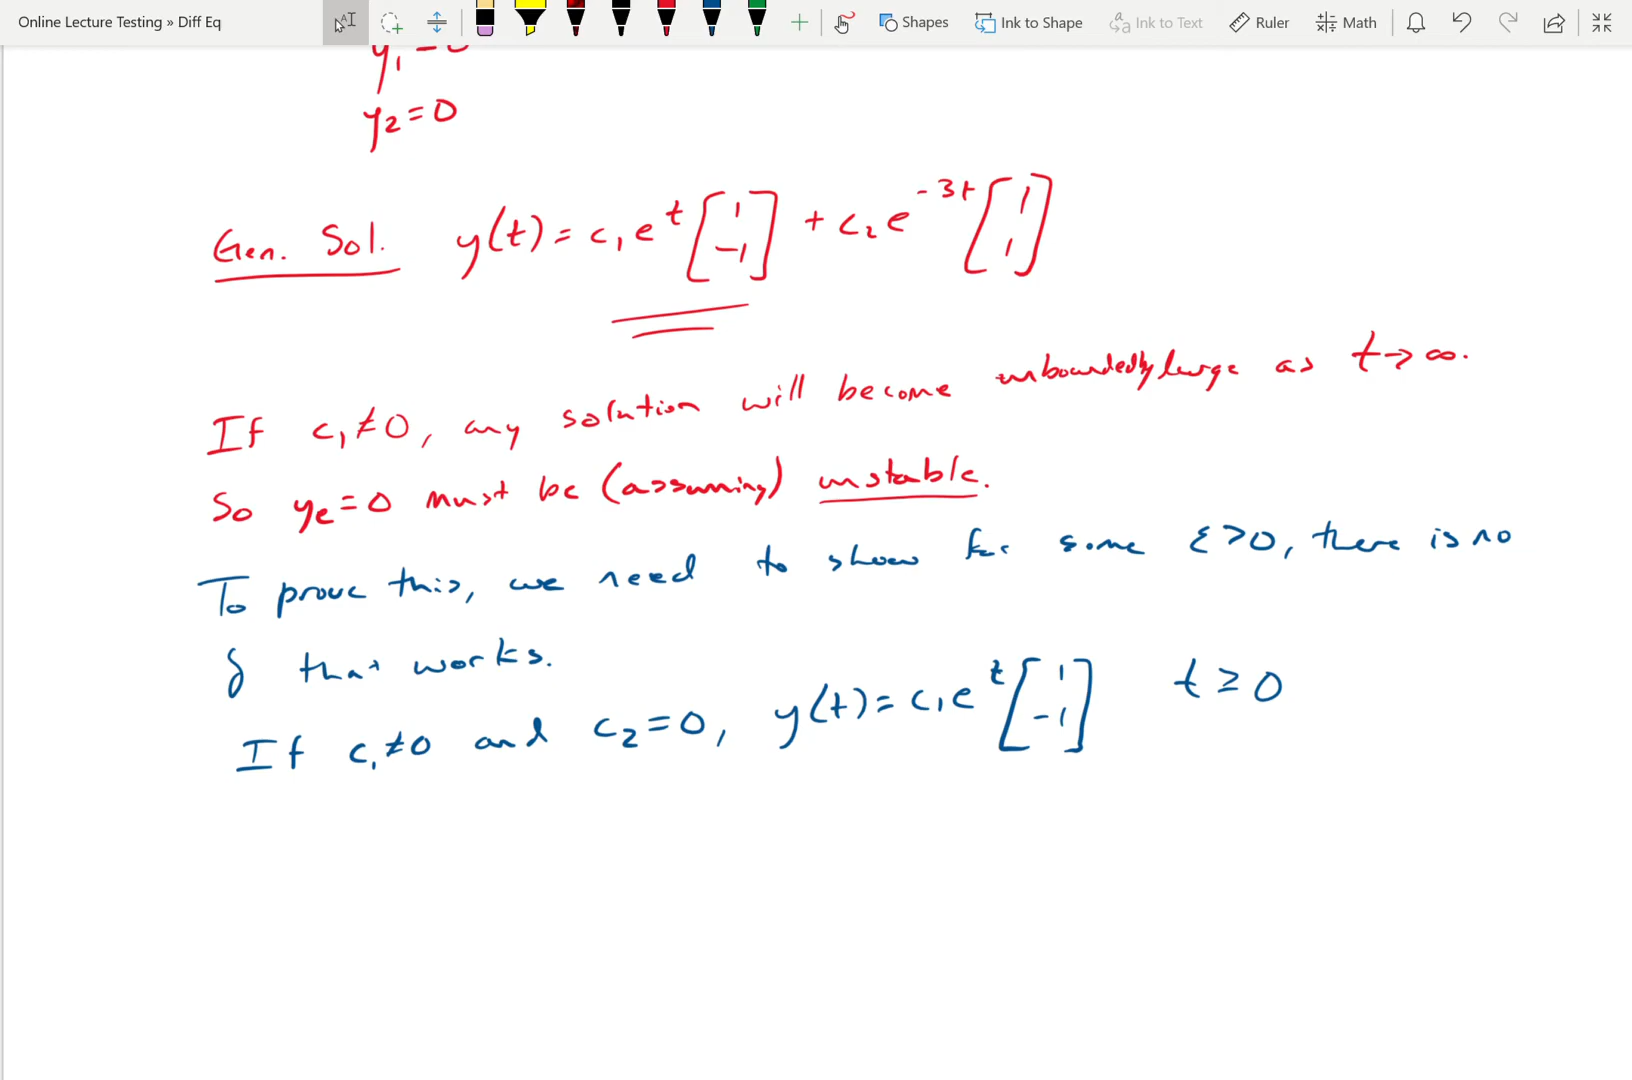 Online Lecture Testing » Diff Eq
Shapes Ink to Shape Ink to Text Ruler Math
y₁ = 0
y₂ = 0
Gen. Sol. y(t) = c₁e^t [1 -1] + c₂e^-3t [1 1]
If c₁ ≠ 0, any solution will become unboundedly large as t → ∞.
So ye = 0 must be (assuming) unstable.
To prove this, we need to show for some ε > 0, there is no
δ that works.
If c₁ ≠ 0 and c₂ = 0, y(t) = c₁e^t [1 -1] t ≥ 0